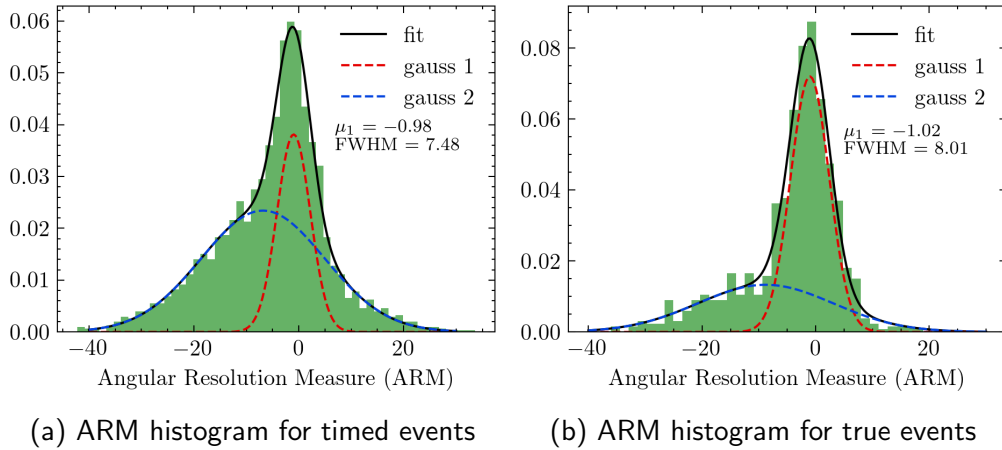 0.06
0.05
0.04
0.03
0.02
0.01
0.00
−40
−20
0
20
fit
gauss 1
gauss 2
μ₁ = −0.98
FWHM = 7.48
Angular Resolution Measure (ARM)
(a) ARM histogram for timed events
0.08
0.06
0.04
0.02
0.00
−40
−20
0
20
fit
gauss 1
gauss 2
μ₁ = −1.02
FWHM = 8.01
Angular Resolution Measure (ARM)
(b) ARM histogram for true events